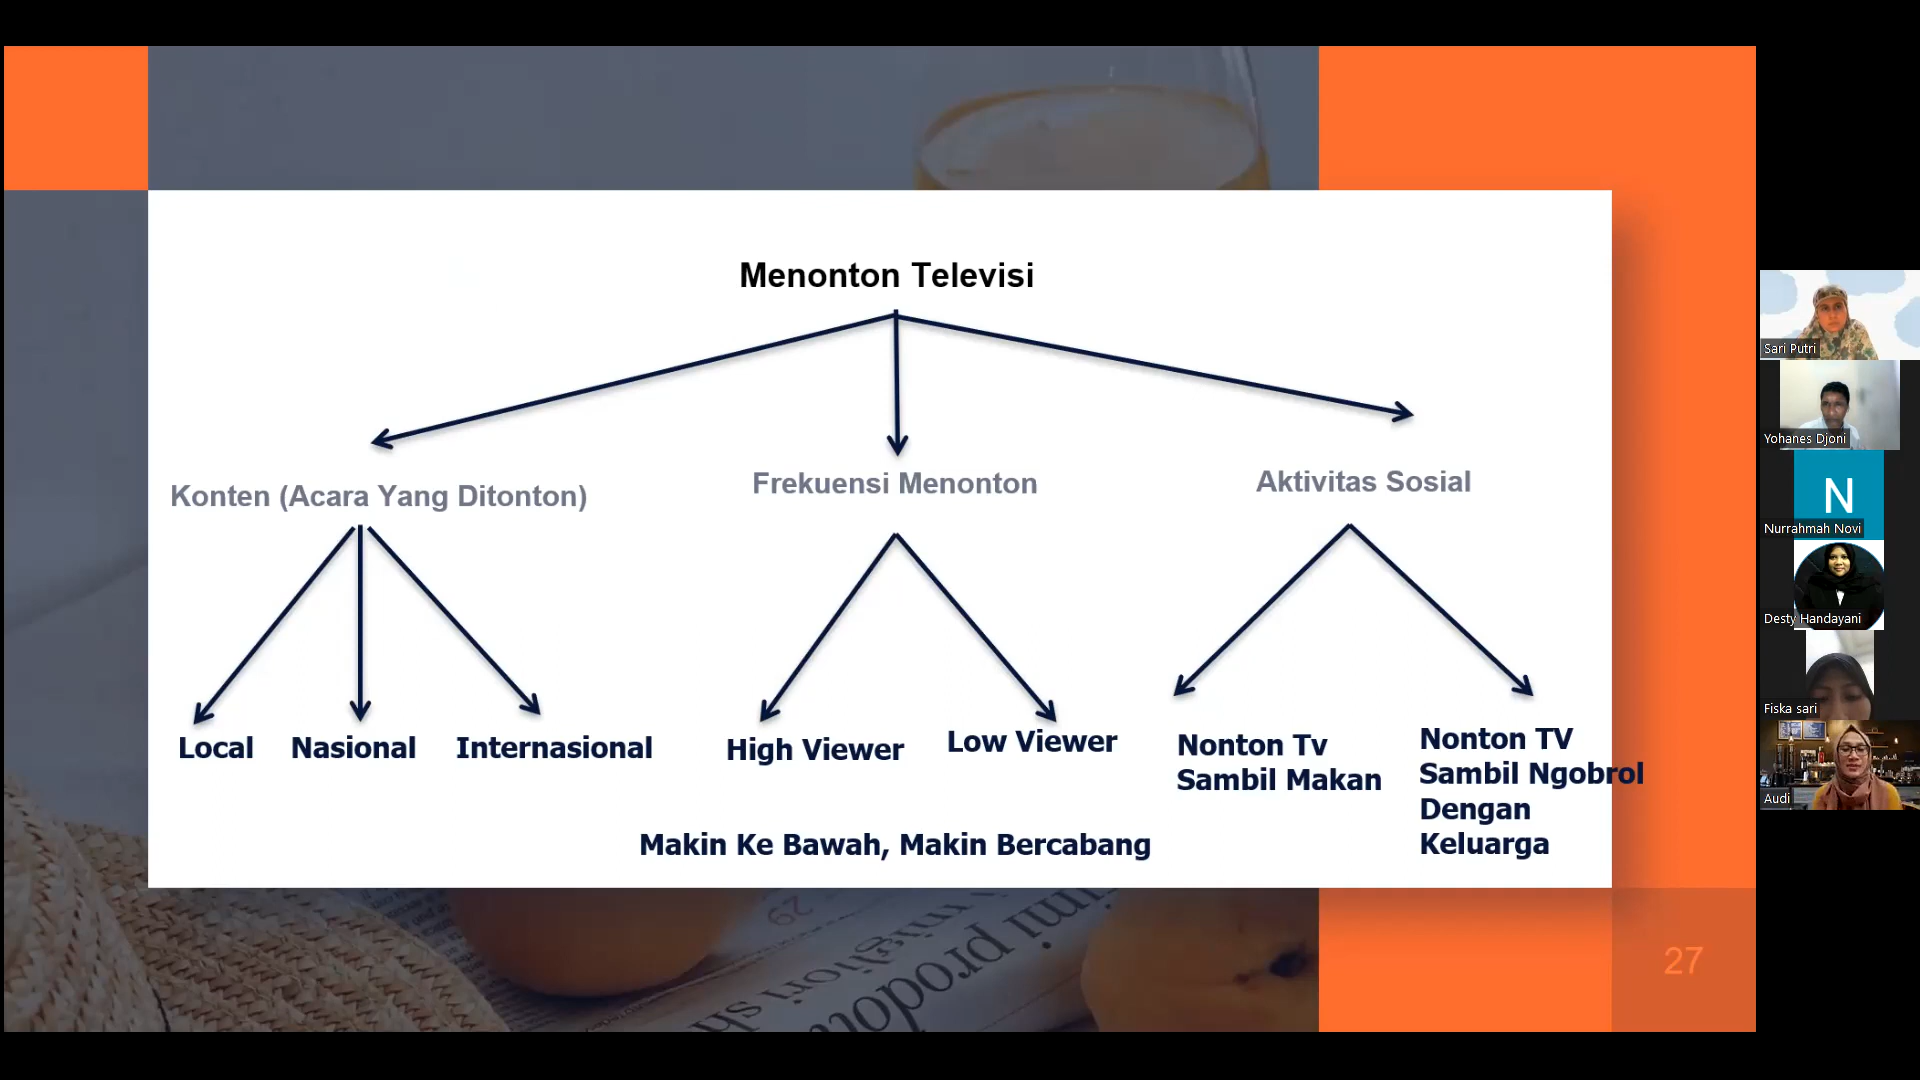 Menonton Televisi
Konten (Acara Yang Ditonton)
Frekuensi Menonton
Aktivitas Sosial
Local
Nasional
Internasional
High Viewer
Low Viewer
Nonton Tv
Sambil Makan
Nonton TV
Sambil Ngobrol
Dengan
Keluarga
Makin Ke Bawah, Makin Bercabang
27
29
prodott
Sari Putri
Yohanes Djoni
N
Nurrahmah Novi
Desty Handayani
Fiska sari
Audi